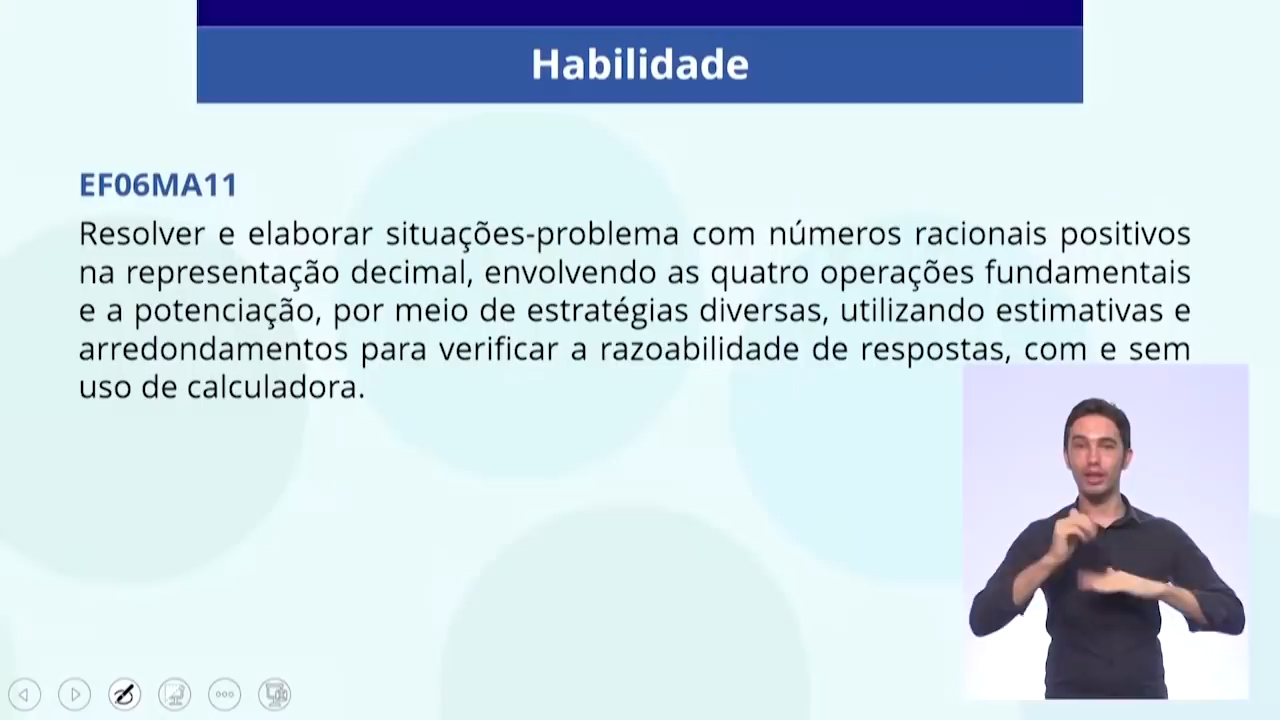 Habilidade
EF06MA11
Resolver e elaborar situações-problema com números racionais positivos
na representação decimal, envolvendo as quatro operações fundamentais
e a potenciação, por meio de estratégias diversas, utilizando estimativas e
arredondamentos para verificar a razoabilidade de respostas, com e sem
uso de calculadora.